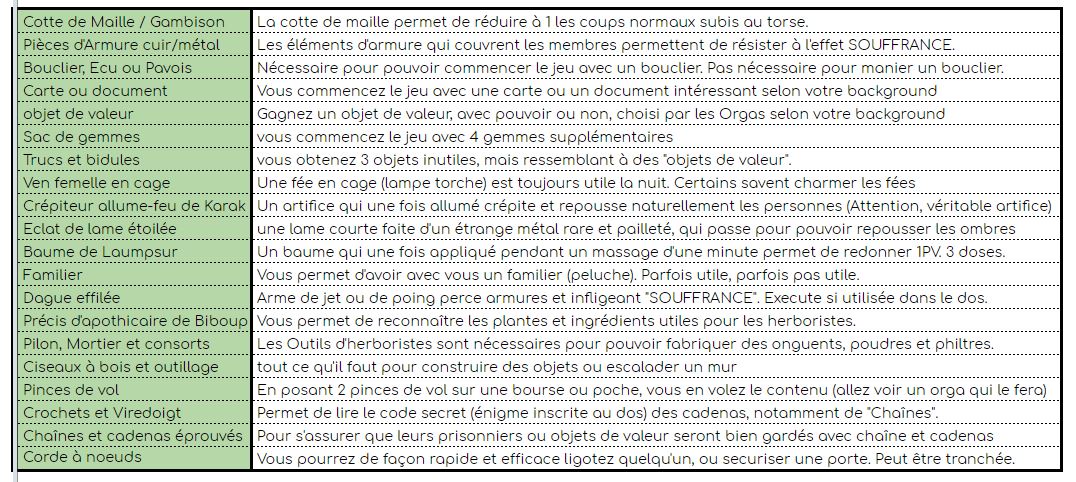 Cotte de Maille / Gambison La cotte de maille permet de réduire à 1 les coups normaux subis au torse.
Pièces d'Armure cuir/métal Les éléments d'armure qui couvrent les membres permettent de résister à l'effet SOUFFRANCE.
Bouclier, Ecu ou Pavois Nécessaire pour pouvoir commencer le jeu avec un bouclier. Pas nécessaire pour manier un bouclier.
Carte ou document Vous commencez le jeu avec une carte ou un document intéressant selon votre background
objet de valeur Gagnez un objet de valeur, avec pouvoir ou non, choisi par les Orgas selon votre background
Sac de gemmes vous commencez le jeu avec 4 gemmes supplémentaires
Trucs et bidules vous obtenez 3 objets inutiles, mais ressemblant à des "objets de valeur".
Ven femelle en cage Une fée en cage (lampe torche) est toujours utile la nuit. Certains savent charmer les fées
Crépiteur allume-feu de Karak Un artifice qui une fois allumé crépite et repousse naturellement les personnes (Attention, véritable artifice)
Eclat de lame étoilée une lame courte faite d'un étrange métal rare et pailleté, qui passe pour pouvoir repousser les ombres
Baume de Laumpsur Un baume qui une fois appliqué pendant un massage d'une minute permet de redonner 1PV. 3 doses.
Familier Vous permet d'avoir avec vous un familier (peluche). Parfois utile, parfois pas utile.
Dague effilée Arme de jet ou de poing perce armures et infligeant "SOUFFRANCE". Execute si utilisée dans le dos.
Précis d'apothicaire de Biboup Vous permet de reconnaître les plantes et ingrédients utiles pour les herboristes.
Pilon, Mortier et consorts Les Outils d'herboristes sont nécessaires pour pouvoir fabriquer des onguents, poudres et philtres.
Ciseaux à bois et outillage tout ce qu'il faut pour construire des objets ou escalader un mur
Pinces de vol En posant 2 pinces de vol sur une bourse ou poche, vous en volez le contenu (allez voir un orga qui le fera)
Crochets et Viredoigt Permet de lire le code secret (énigme inscrite au dos) des cadenas, notamment de "Chaînes".
Chaînes et cadenas éprouvés Pour s'assurer que leurs prisonniers ou objets de valeur seront bien gardés avec chaîne et cadenas
Corde à noeuds Vous pourrez de façon rapide et efficace ligotez quelqu'un, ou securiser une porte. Peut être tranchée.